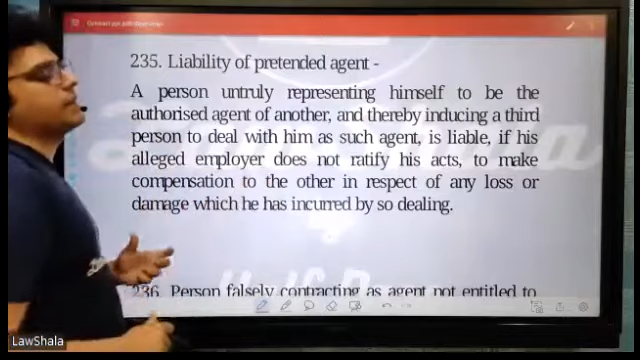 235. Liability of pretended agent -
A person untruly representing himself to be the
authorised agent of another, and thereby inducing a third
person to deal with him as such agent, is liable, if his
alleged employer does not ratify his acts, to make
compensation to the other in respect of any loss or
damage which he has incurred by so dealing.
236. Person falsely contracting as agent not entitled to
LawShala